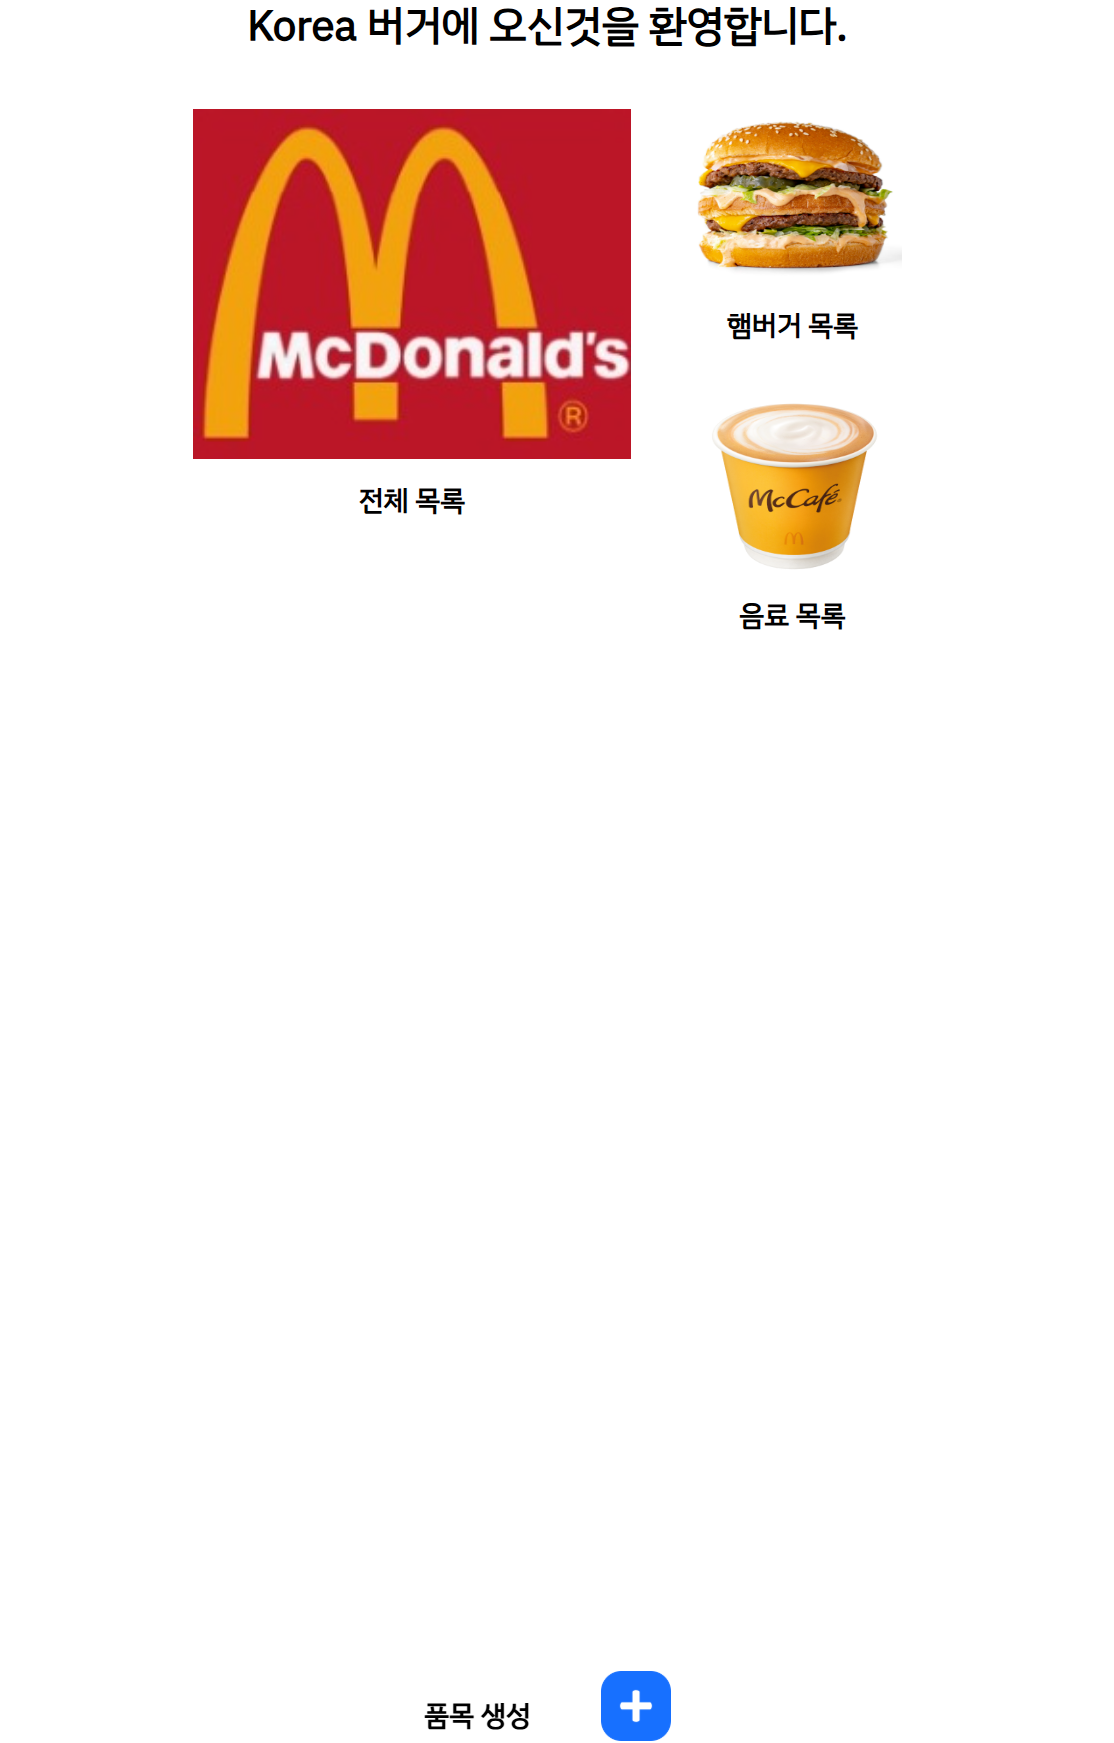 Korea 버거에 오신것을 환영합니다.
McDonald's
®
전체 목록
햄버거 목록
McCafé
음료 목록
품목 생성